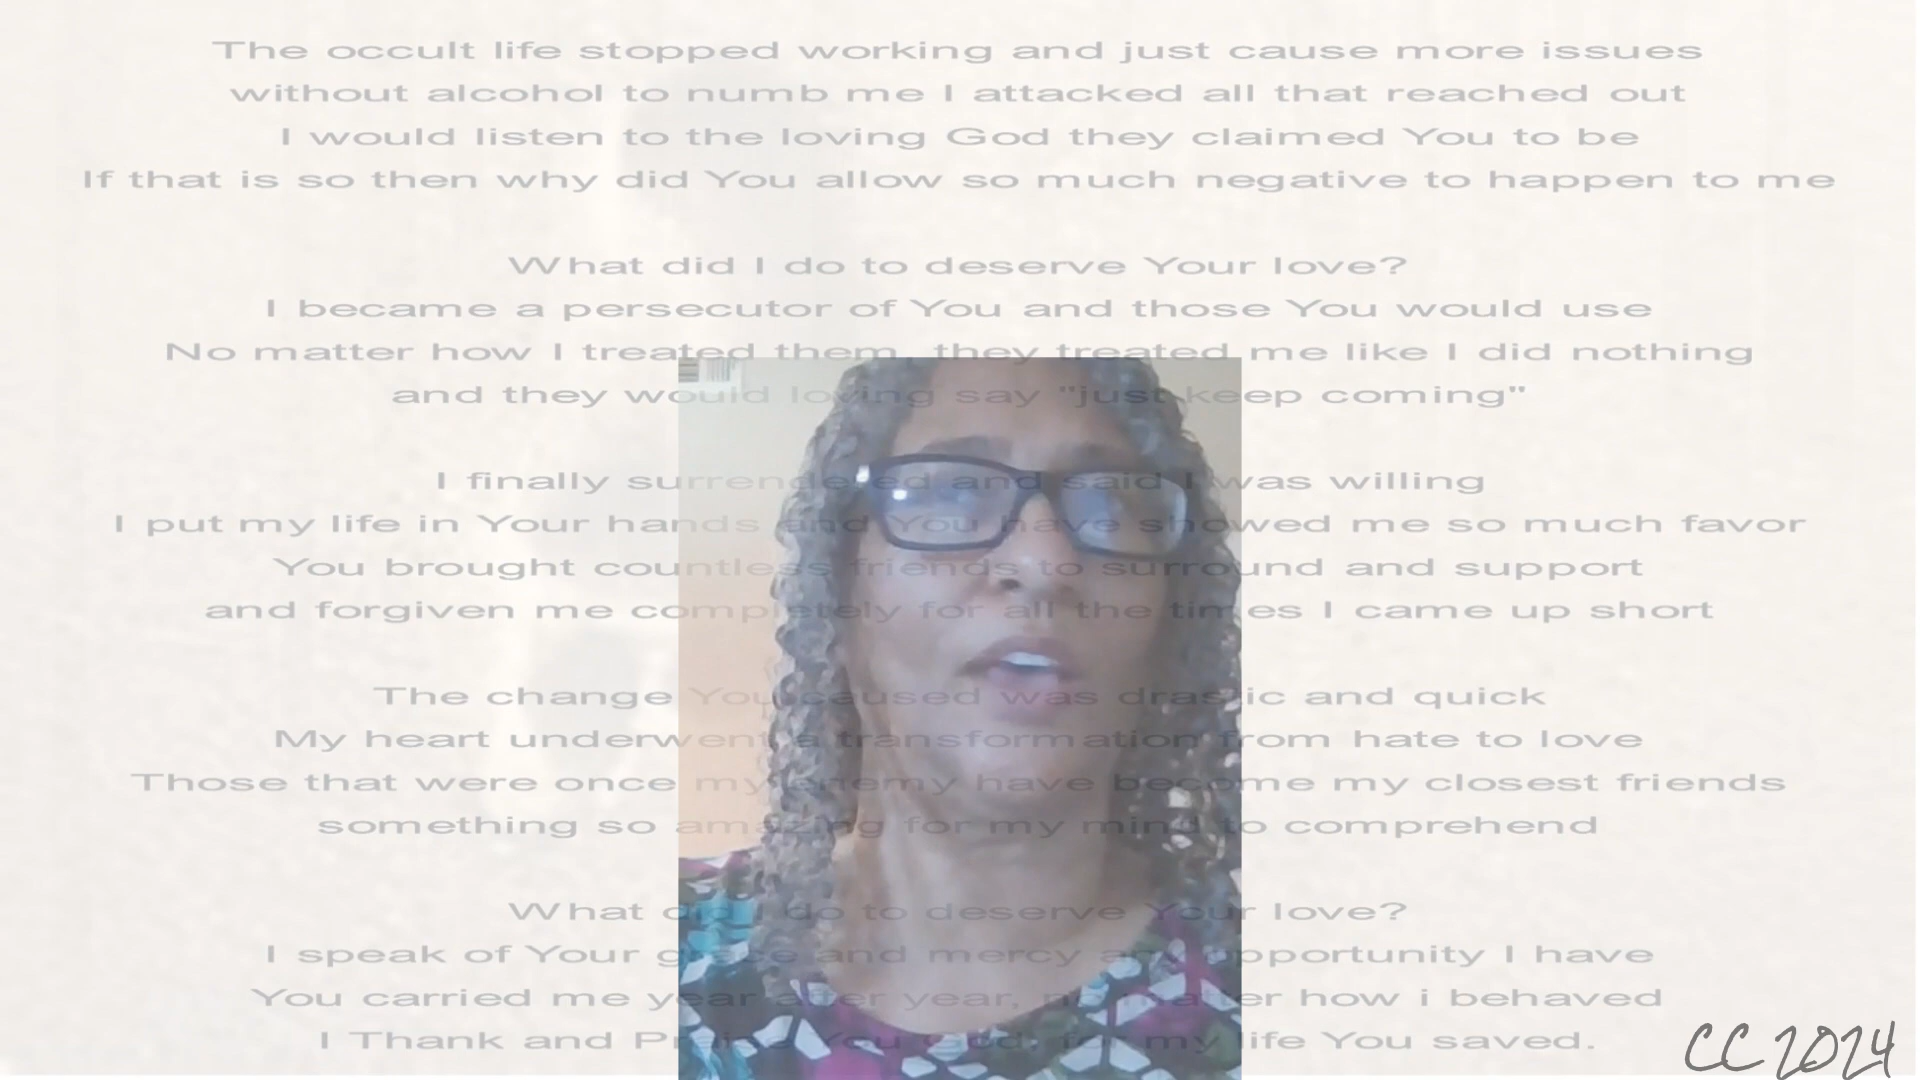 The occult life stopped working and just cause more issues
without alcohol to numb me I attacked all that reached out
I would listen to the loving God they claimed You to be
If that is so then why did You allow so much negative to happen to me
What did I do to deserve Your love?
I became a persecutor of You and those You would use
No matter how I treated them, they treated me like I did nothing
and they would loving say "just keep coming"
I finally surrendered and said I was willing
I put my life in Your hands and You have showed me so much favor
You brought countless friends to surround and support
and forgiven me completely for all the times I came up short
The change You caused was drastic and quick
My heart underwent a transformation from hate to love
Those that were once my enemy have become my closest friends
something so amazing for my mind to comprehend
What did I do to deserve Your love?
I speak of Your grace and mercy any opportunity I have
You carried me year after year, no matter how i behaved
I Thank and Praise You God, for my life You saved.
CC 2024